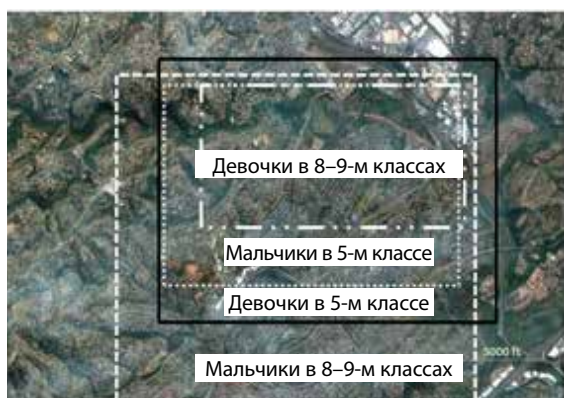 Девочки в 8–9-м классах
Мальчики в 5-м классе
Девочки в 5-м классе
Мальчики в 8–9-м классах
5000 ft